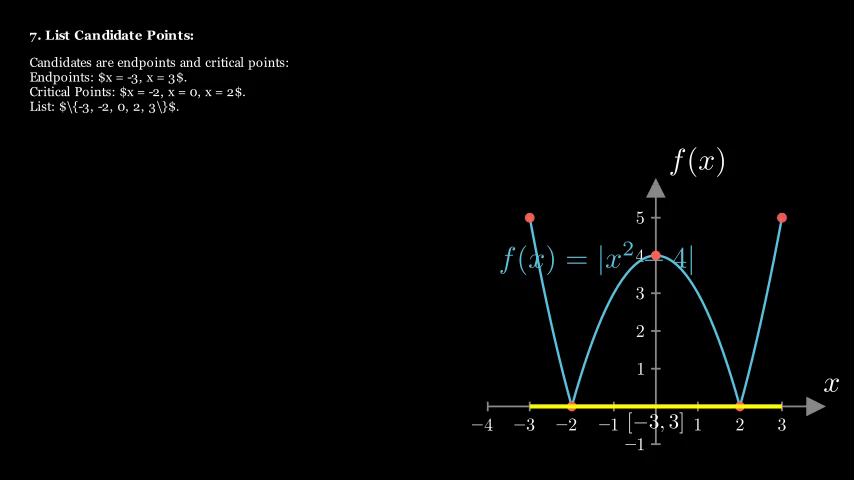 7. List Candidate Points:
Candidates are endpoints and critical points:
Endpoints: $x = -3, x = 3$.
Critical Points: $x = -2, x = 0, x = 2$.
List: $\{-3, -2, 0, 2, 3\}$.
f(x)
5
f(x) = |x² − 4|
4
3
2
1
x
−4 −3 −2 −1 [−3, 3] 1 2 3
−1